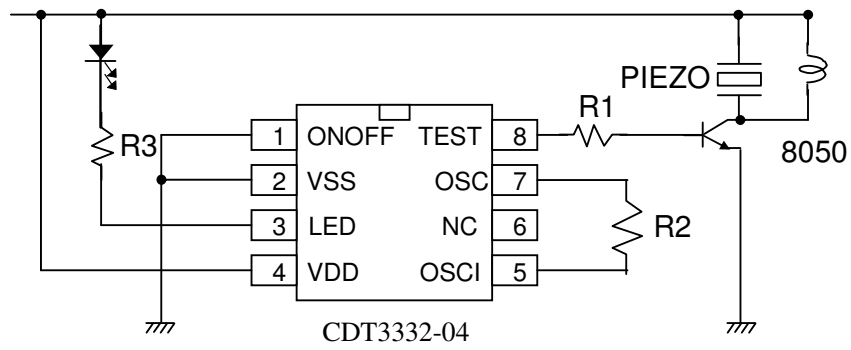 PIEZO
R1
8050
R3
1 ONOFF TEST 8
2 VSS OSC 7
R2
3 LED NC 6
4 VDD OSCI 5
CDT3332-04